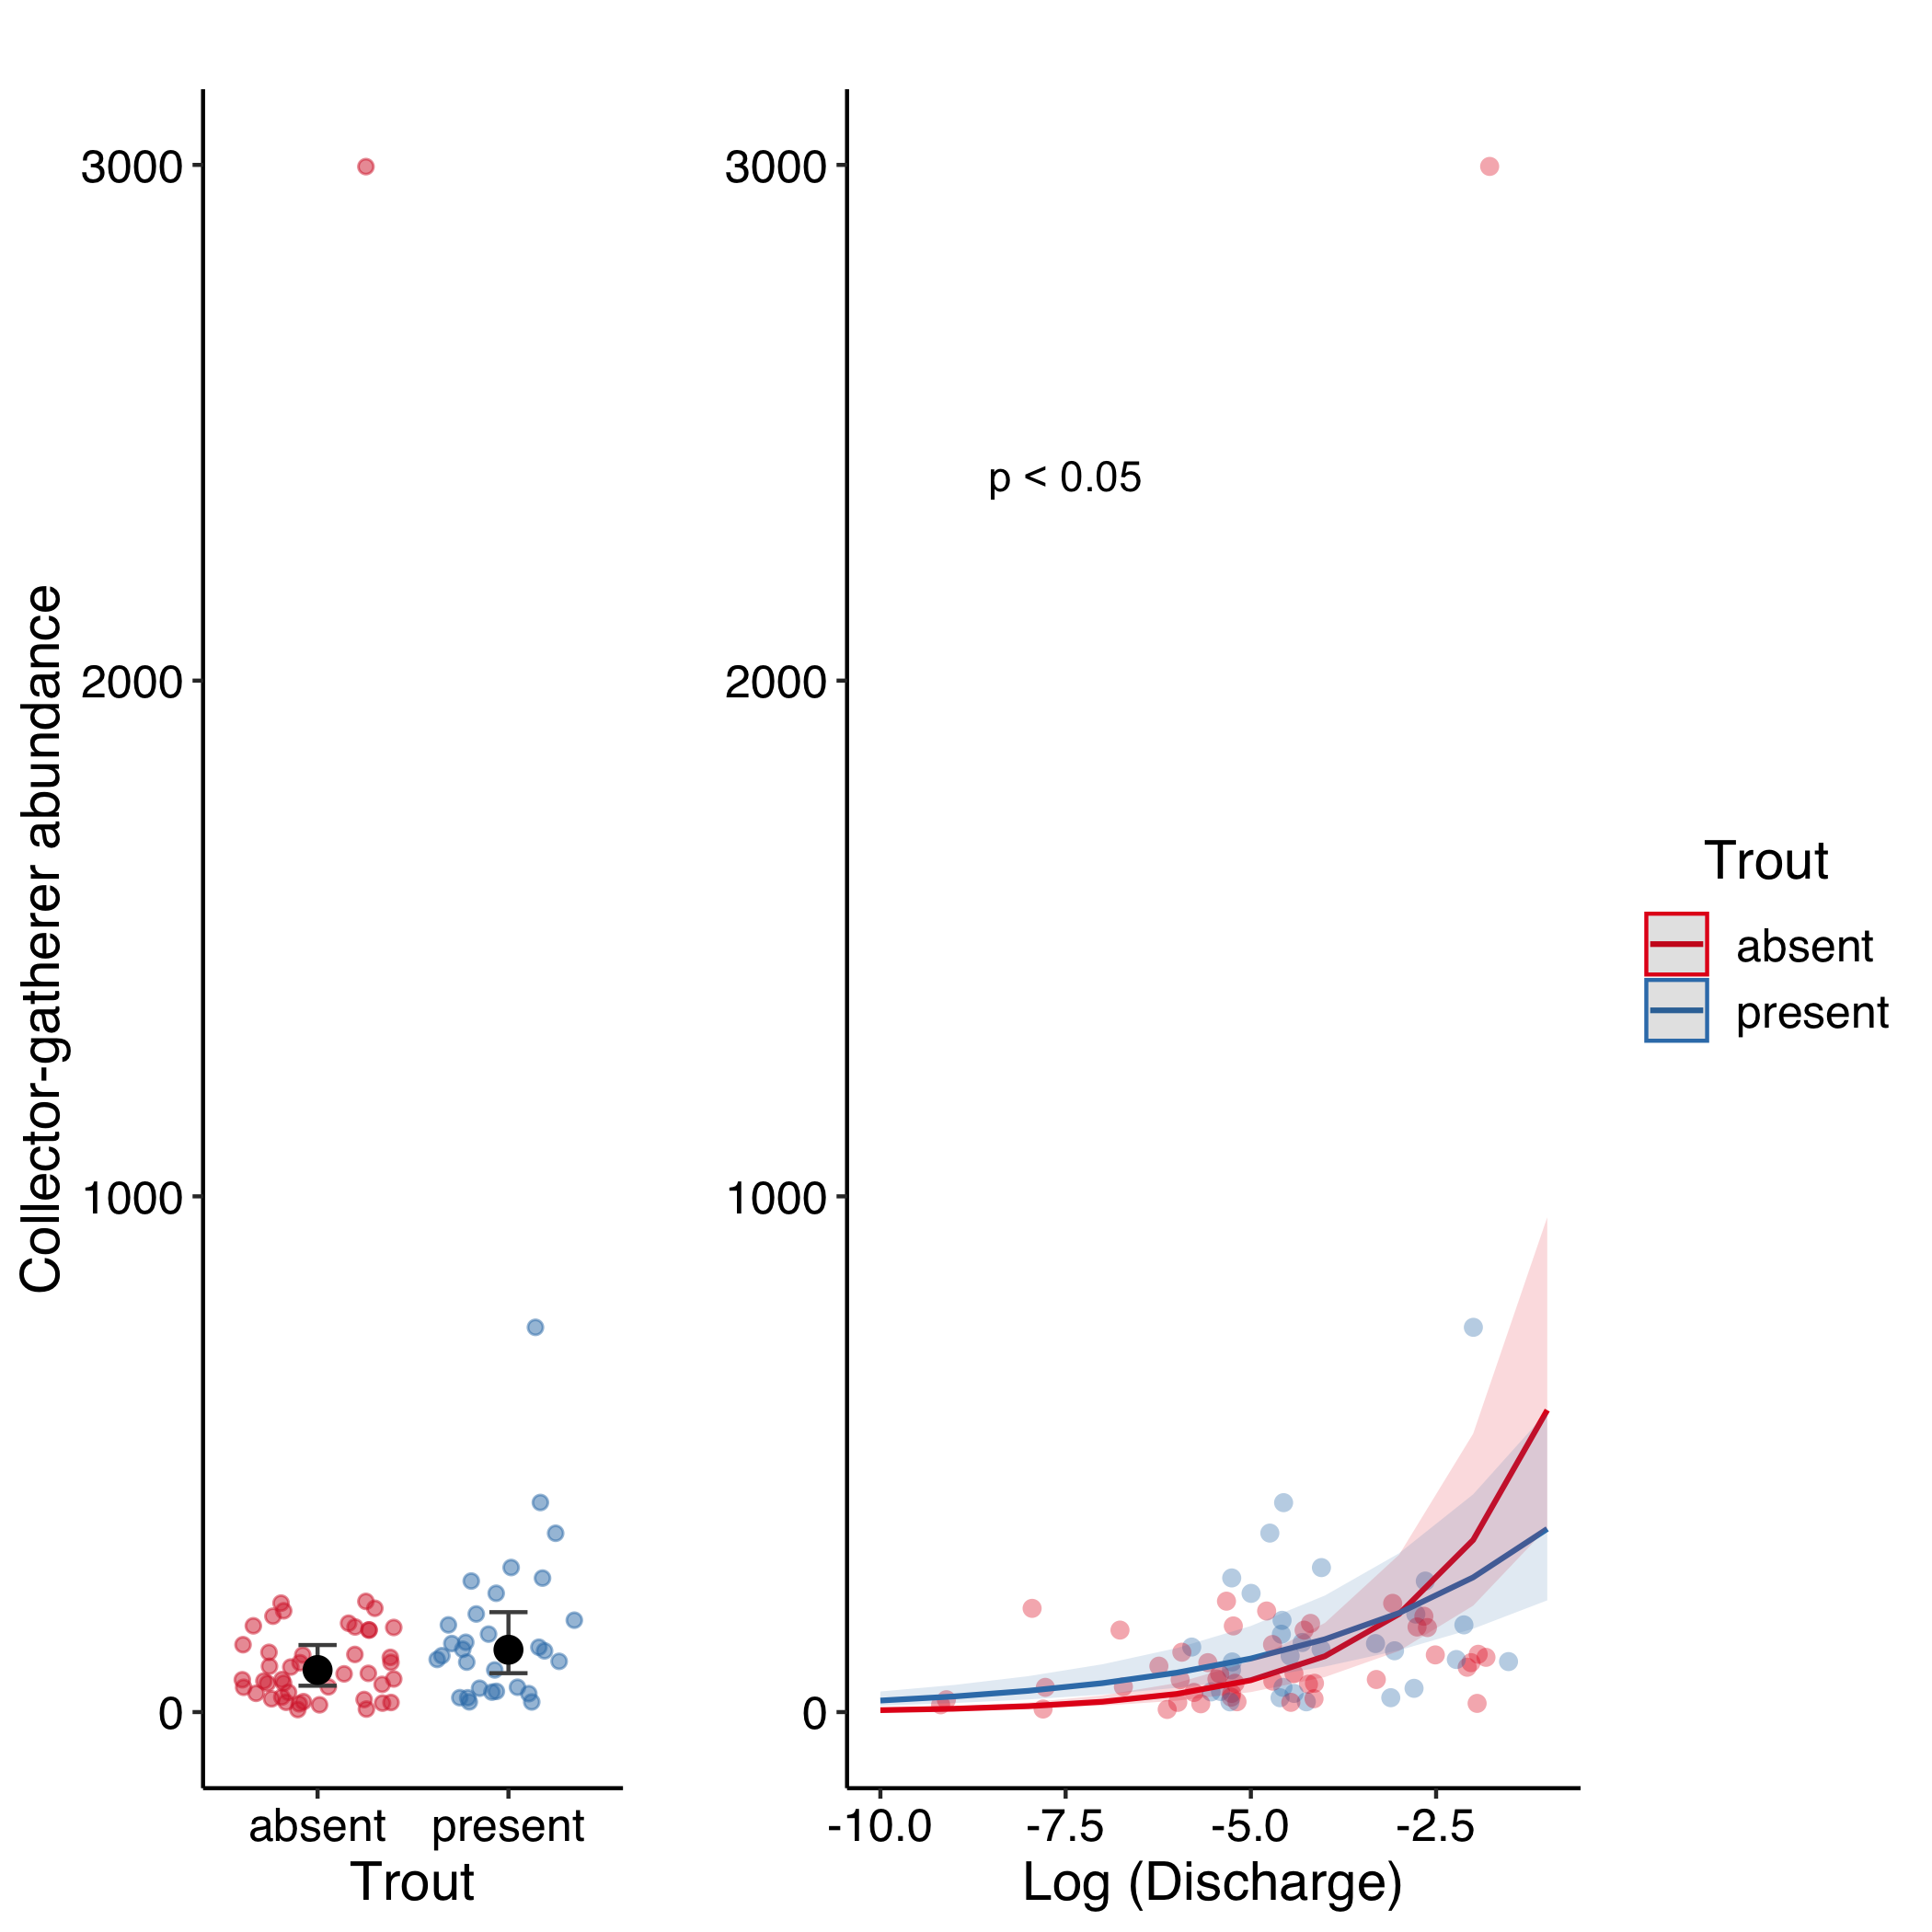 Collector-gatherer abundance
3000
2000
1000
0
absent present
Trout
3000
2000
1000
0
p < 0.05
-10.0 -7.5 -5.0 -2.5
Log (Discharge)
Trout
absent
present